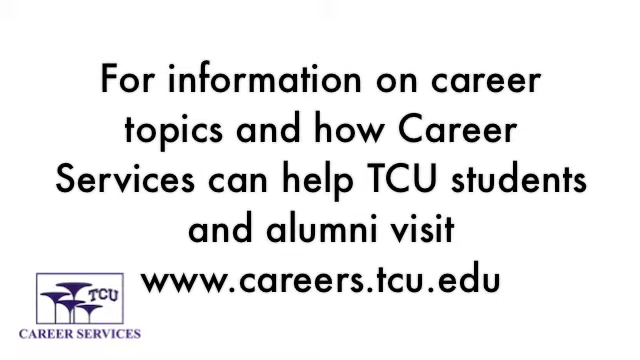 For information on career
topics and how Career
Services can help TCU students
and alumni visit
www.careers.tcu.edu
TCU
CAREER SERVICES